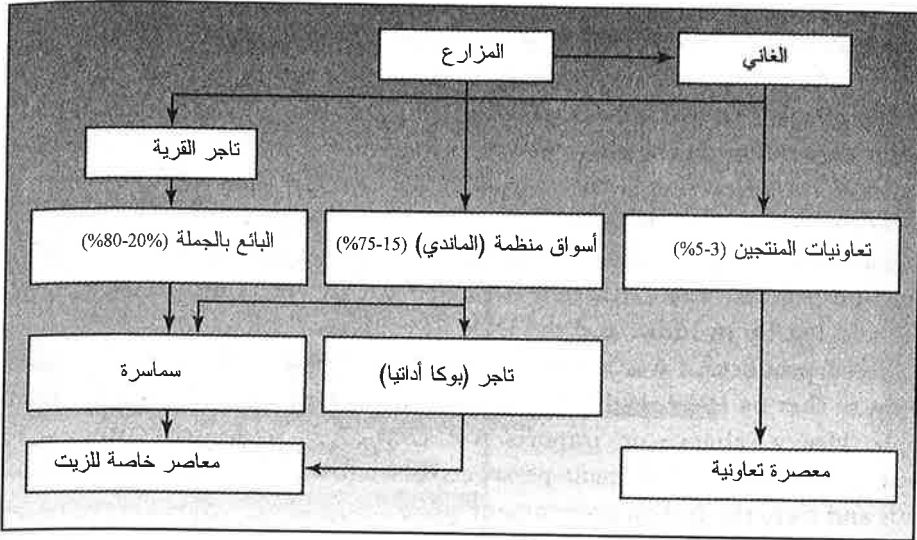 المزارع
الغاني
تاجر القرية
البائع بالجملة (20%-80%)
أسواق منظمة (الماندي) (15-75%)
تعاونيات المنتجين (3-5%)
سماسرة
تاجر (بوكا أداتيا)
معاصر خاصة للزيت
معصرة تعاونية